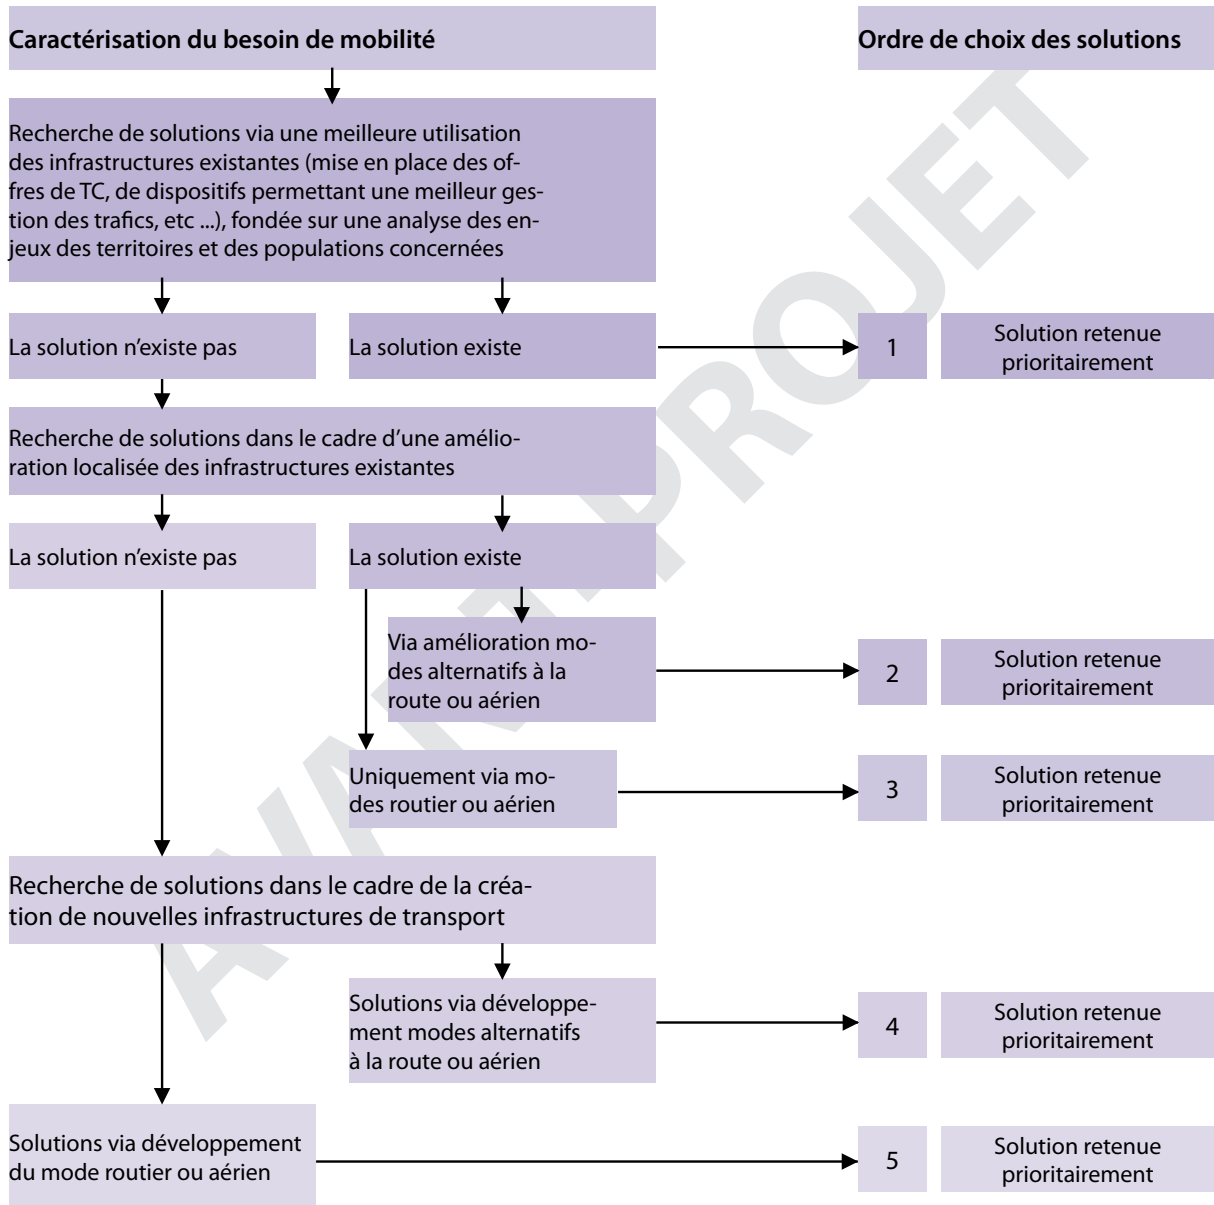 Caractérisation du besoin de mobilité
Ordre de choix des solutions
Recherche de solutions via une meilleure utilisation
des infrastructures existantes (mise en place des of-
fres de TC, de dispositifs permettant une meilleur ges-
tion des trafics, etc ...), fondée sur une analyse des en-
jeux des territoires et des populations concernées
La solution n’existe pas
La solution existe
1
Solution retenue
prioritairement
Recherche de solutions dans le cadre d’une amélio-
ration localisée des infrastructures existantes
La solution n’existe pas
La solution existe
Via amélioration mo-
des alternatifs à la
route ou aérien
2
Solution retenue
prioritairement
Uniquement via mo-
des routier ou aérien
3
Solution retenue
prioritairement
Recherche de solutions dans le cadre de la créa-
tion de nouvelles infrastructures de transport
Solutions via développe-
ment modes alternatifs
à la route ou aérien
4
Solution retenue
prioritairement
Solutions via développement
du mode routier ou aérien
5
Solution retenue
prioritairement
AVANT-PROJET